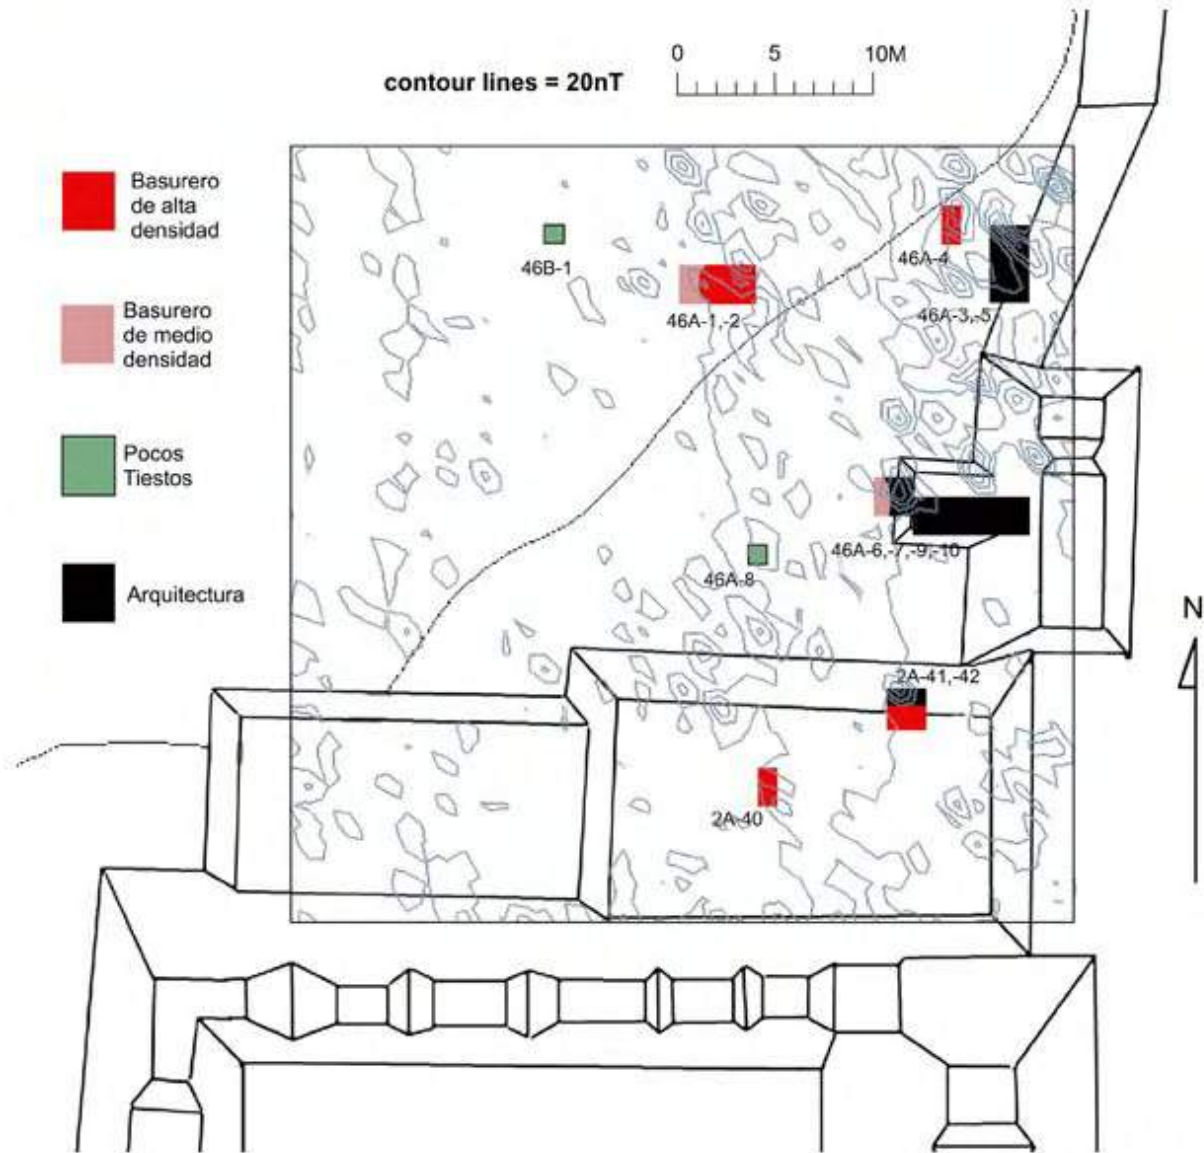 0 5 10M
contour lines = 20nT
Basurero
de alta
densidad
Basurero
de medio
densidad
Pocos
Tiestos
Arquitectura
46B-1
46A-4
46A-1,-2
46A-3,-5
46A-6,-7,-9,-10
46A-8
N
2A-41,-42
2A-40